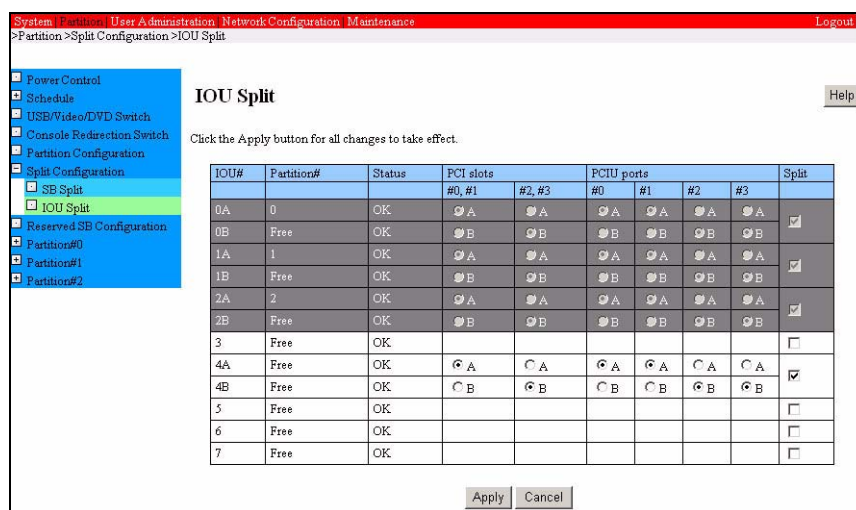 System | Partition | User Administration | Network Configuration | Maintenance Logout
>Partition >Split Configuration >IOU Split
Power Control
Schedule
USB/Video/DVD Switch
Console Redirection Switch
Partition Configuration
Split Configuration
SB Split
IOU Split
Reserved SB Configuration
Partition#0
Partition#1
Partition#2
IOU Split
Help
Click the Apply button for all changes to take effect.
IOU# Partition# Status PCI slots PCIU ports Split
#0, #1 #2, #3 #0 #1 #2 #3
0A 0 OK A A A A A A
0B Free OK B B B B B B
1A 1 OK A A A A A A
1B Free OK B B B B B B
2A 2 OK A A A A A A
2B Free OK B B B B B B
3 Free OK
4A Free OK A A A A A A
4B Free OK B B B B B B
5 Free OK
6 Free OK
7 Free OK
Apply Cancel